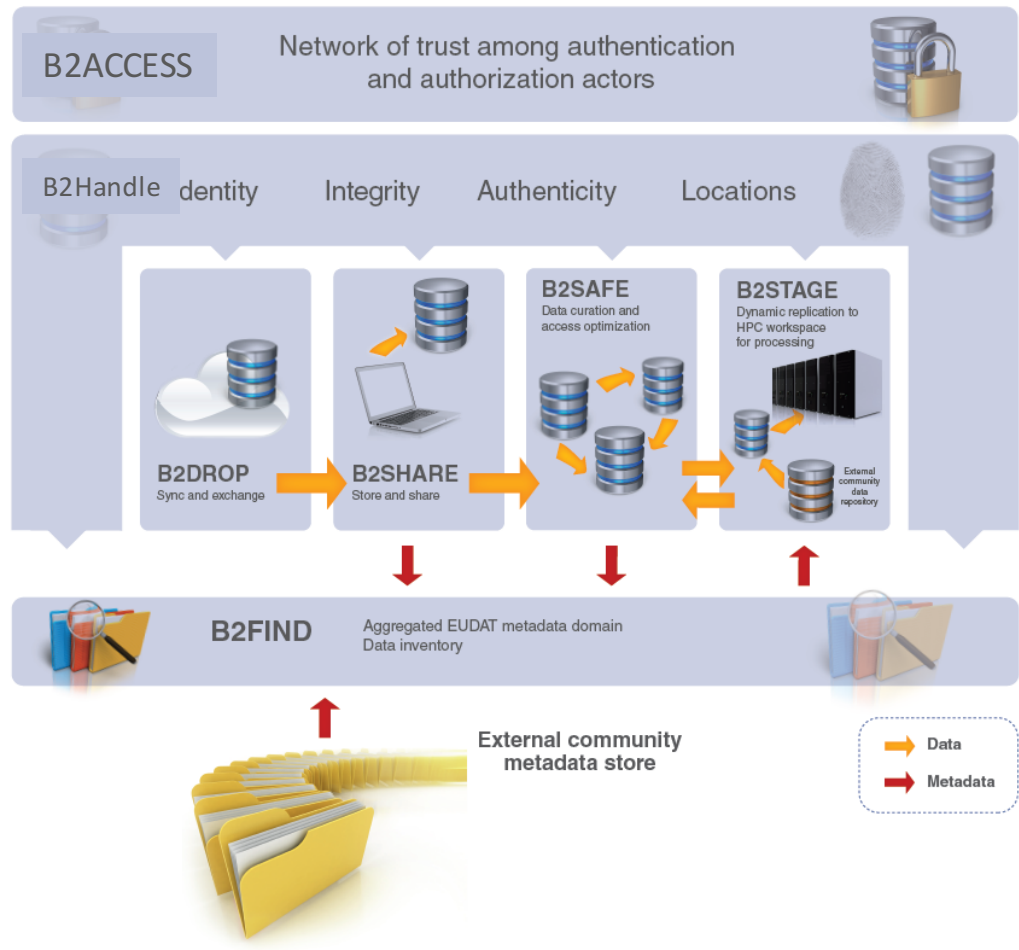 B2ACCESS
Network of trust among authentication
and authorization actors
B2Handle
dentity
Integrity
Authenticity
Locations
B2DROP
Sync and exchange
B2SHARE
Store and share
B2SAFE
Data curation and
access optimization
B2STAGE
Dynamic replication to
HPC workspace
for processing
External
community
data
repository
B2FIND
Aggregated EUDAT metadata domain
Data inventory
External community
metadata store
Data
Metadata